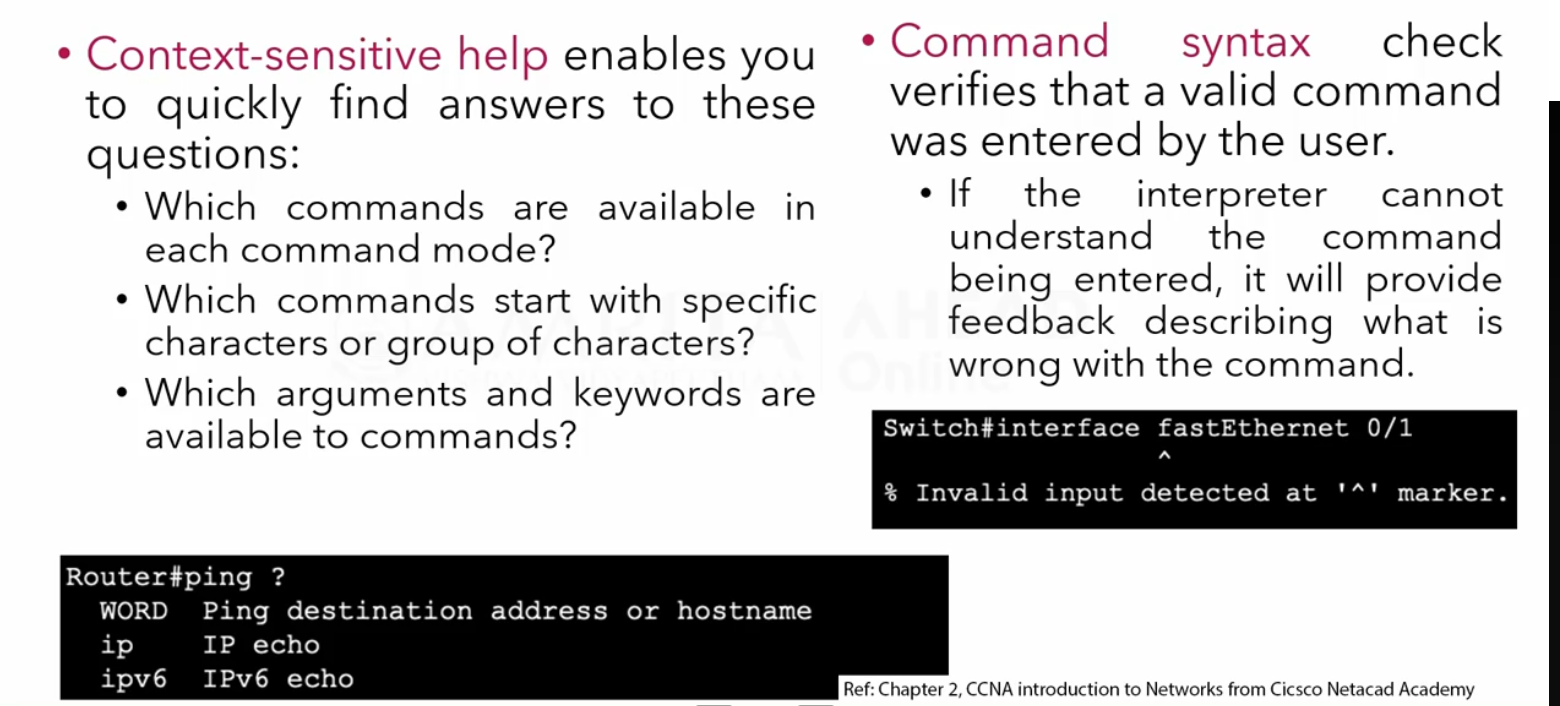 • Context-sensitive help enables you
to quickly find answers to these
questions:
• Which commands are available in
each command mode?
• Which commands start with specific
characters or group of characters?
• Which arguments and keywords are
available to commands?
• Command syntax check
verifies that a valid command
was entered by the user.
• If the interpreter cannot
understand the command
being entered, it will provide
feedback describing what is
wrong with the command.
Switch#interface fastEthernet 0/1
^
% Invalid input detected at '^' marker.
Router#ping ?
WORD Ping destination address or hostname
ip IP echo
ipv6 IPv6 echo
Ref: Chapter 2, CCNA introduction to Networks from Cicsco Netacad Academy
AMRITA AHEAD
Online